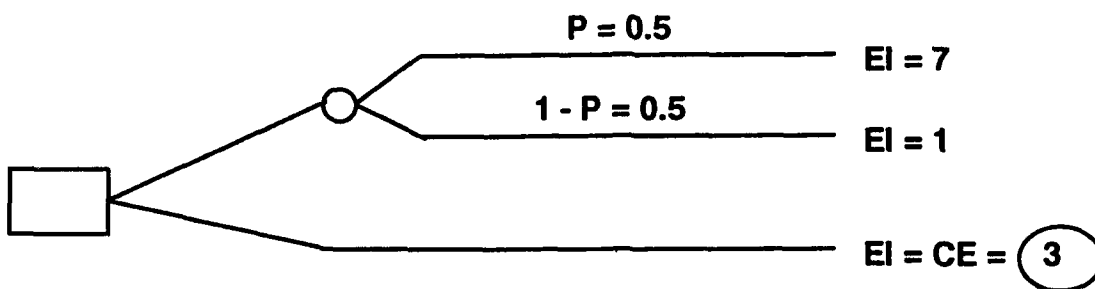 P = 0.5
EI = 7
1 - P = 0.5
EI = 1
EI = CE = 3